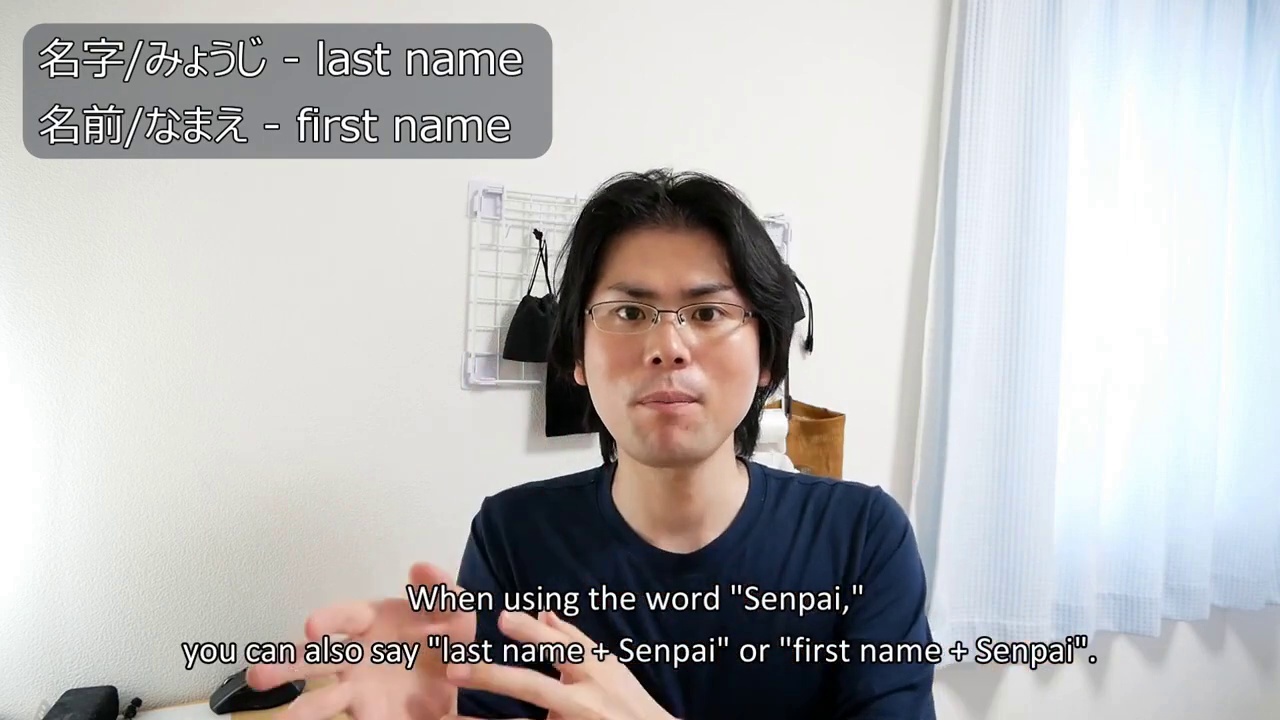 名字/みょうじ - last name
名前/なまえ - first name
When using the word "Senpai,"
you can also say "last name + Senpai" or "first name + Senpai".